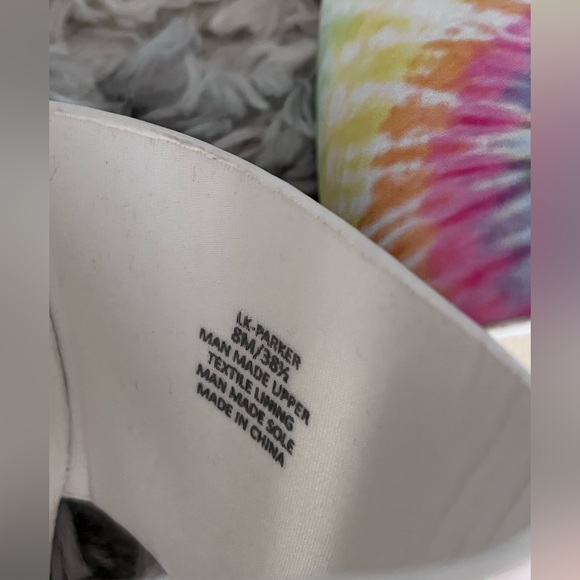 LK-PARKER
8M/38½
MAN MADE UPPER
TEXTILE LINING
MAN MADE SOLE
MADE IN CHINA